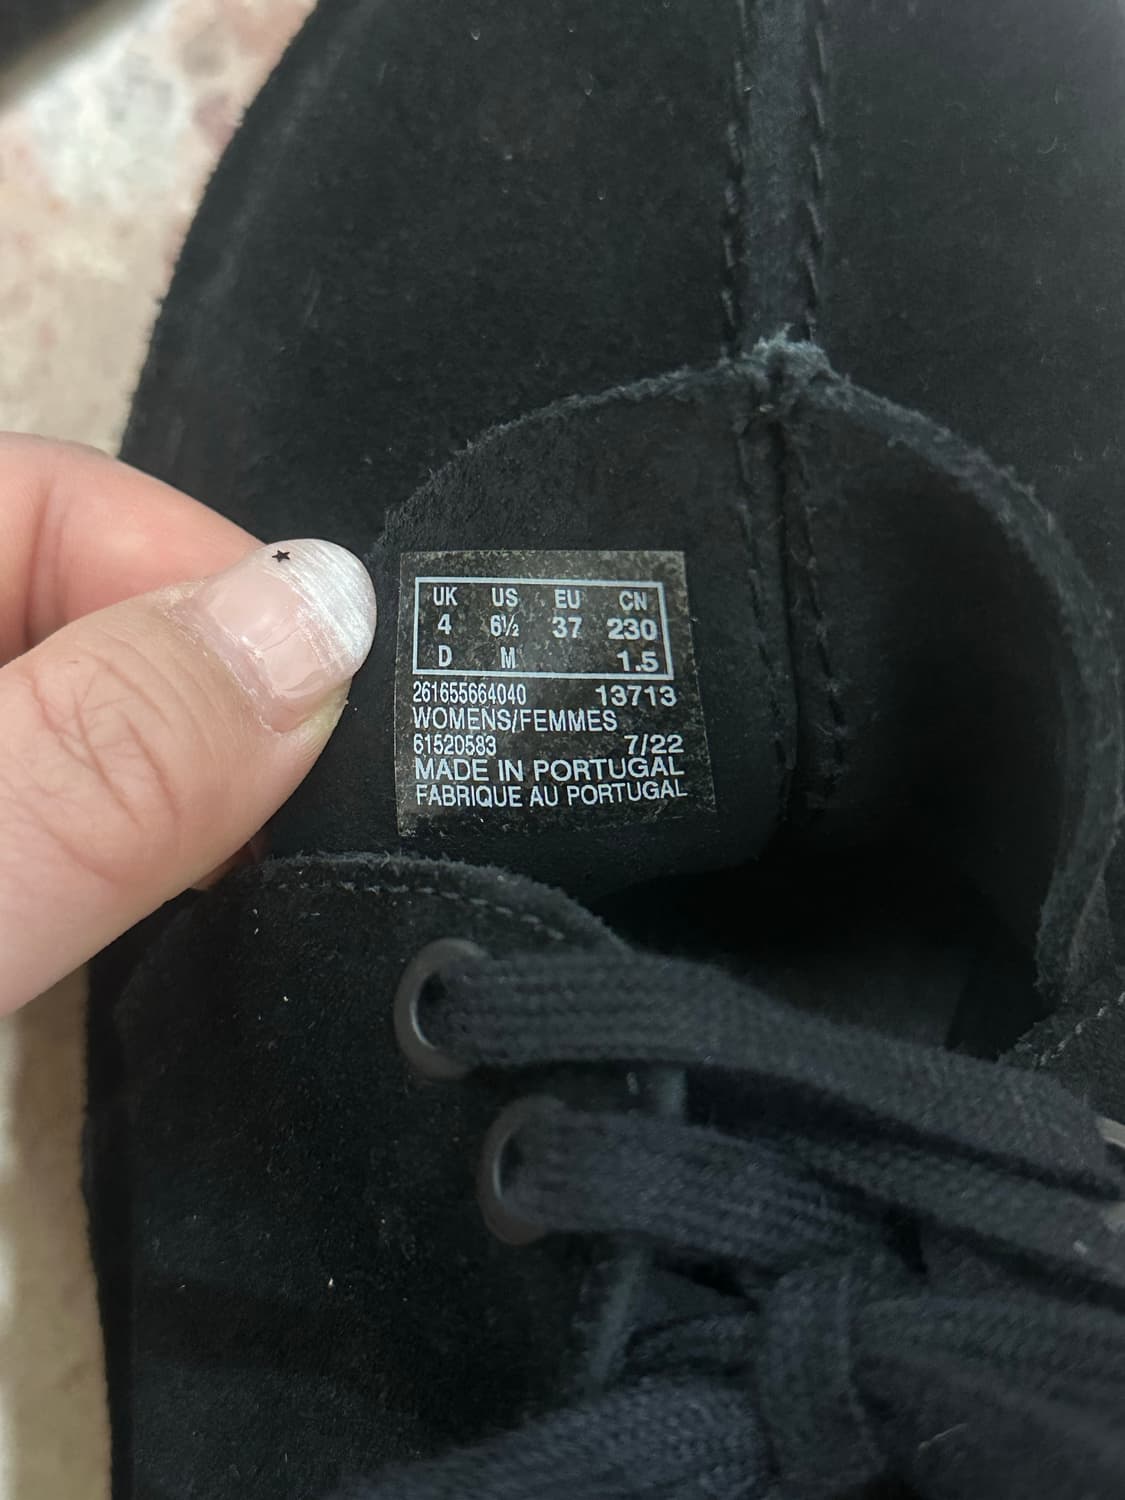 UK US EU CN
4 6½ 37 230
D M 1.5
261655664040 13713
WOMENS/FEMMES
61520583 7/22
MADE IN PORTUGAL
FABRIQUE AU PORTUGAL